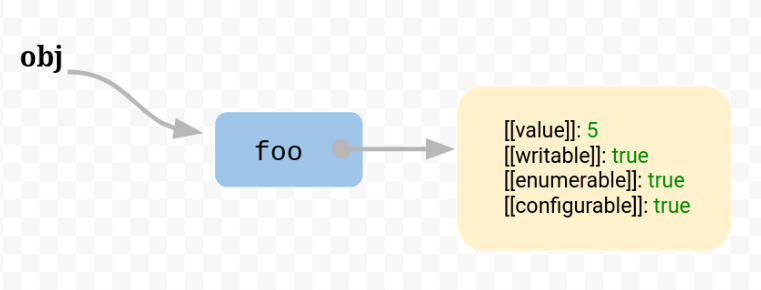 obj
foo
[[value]]: 5
[[writable]]: true
[[enumerable]]: true
[[configurable]]: true